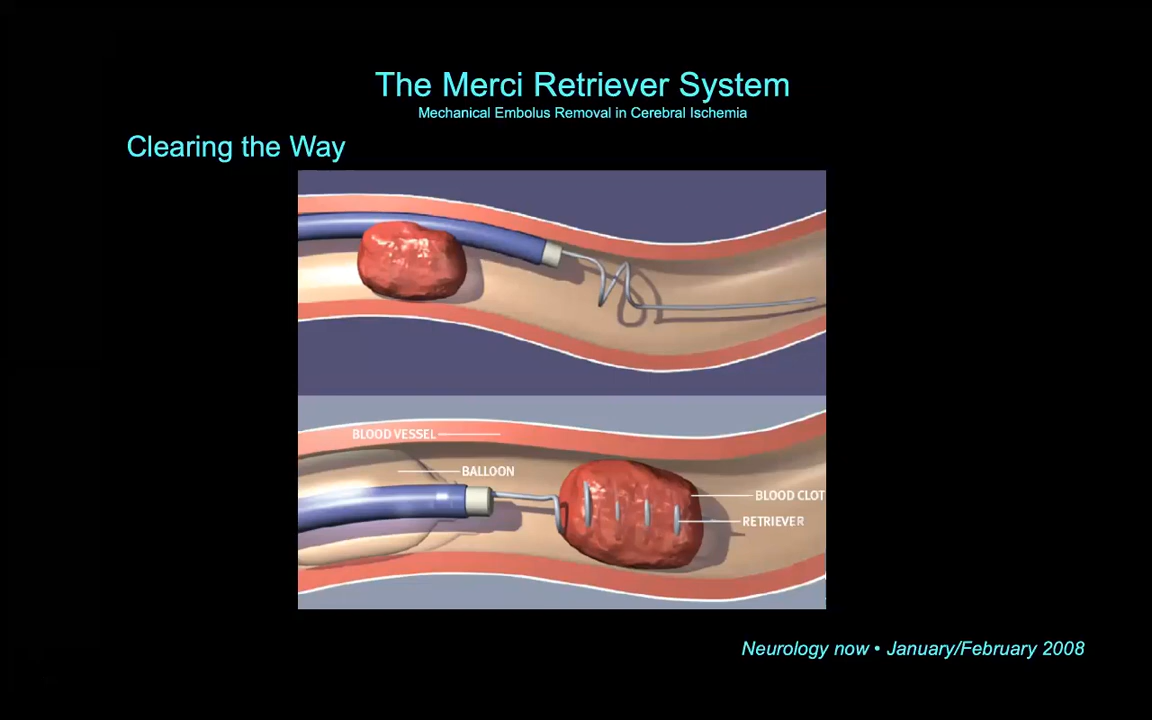 The Merci Retriever System
Mechanical Embolus Removal in Cerebral Ischemia
Clearing the Way
BLOOD VESSEL
BALLOON
BLOOD CLOT
RETRIEVER
Neurology now • January/February 2008